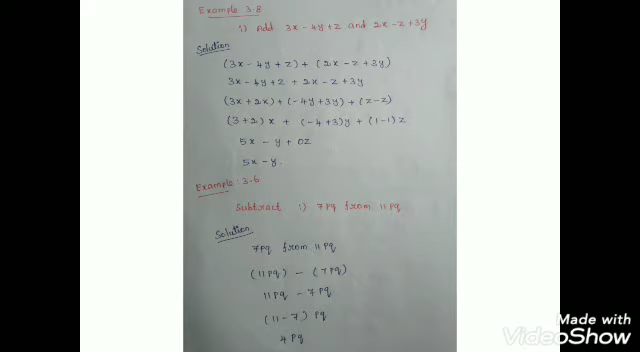 Example 3.8
i) Add 3x - 4y + z and 2x - z + 3y
Solution
(3x - 4y + z) + (2x - z + 3y)
3x - 4y + z + 2x - z + 3y
(3x + 2x) + (-4y + 3y) + (z - z)
(3+2)x + (-4+3)y + (1-1)z
5x - y + 0z
5x - y.
Example : 3.6
Subtract i) 7pq from 11pq
Solution
7pq from 11pq
(11pq) - (7pq)
11pq - 7pq
(11-7) pq
4pq
Made with
VideoShow